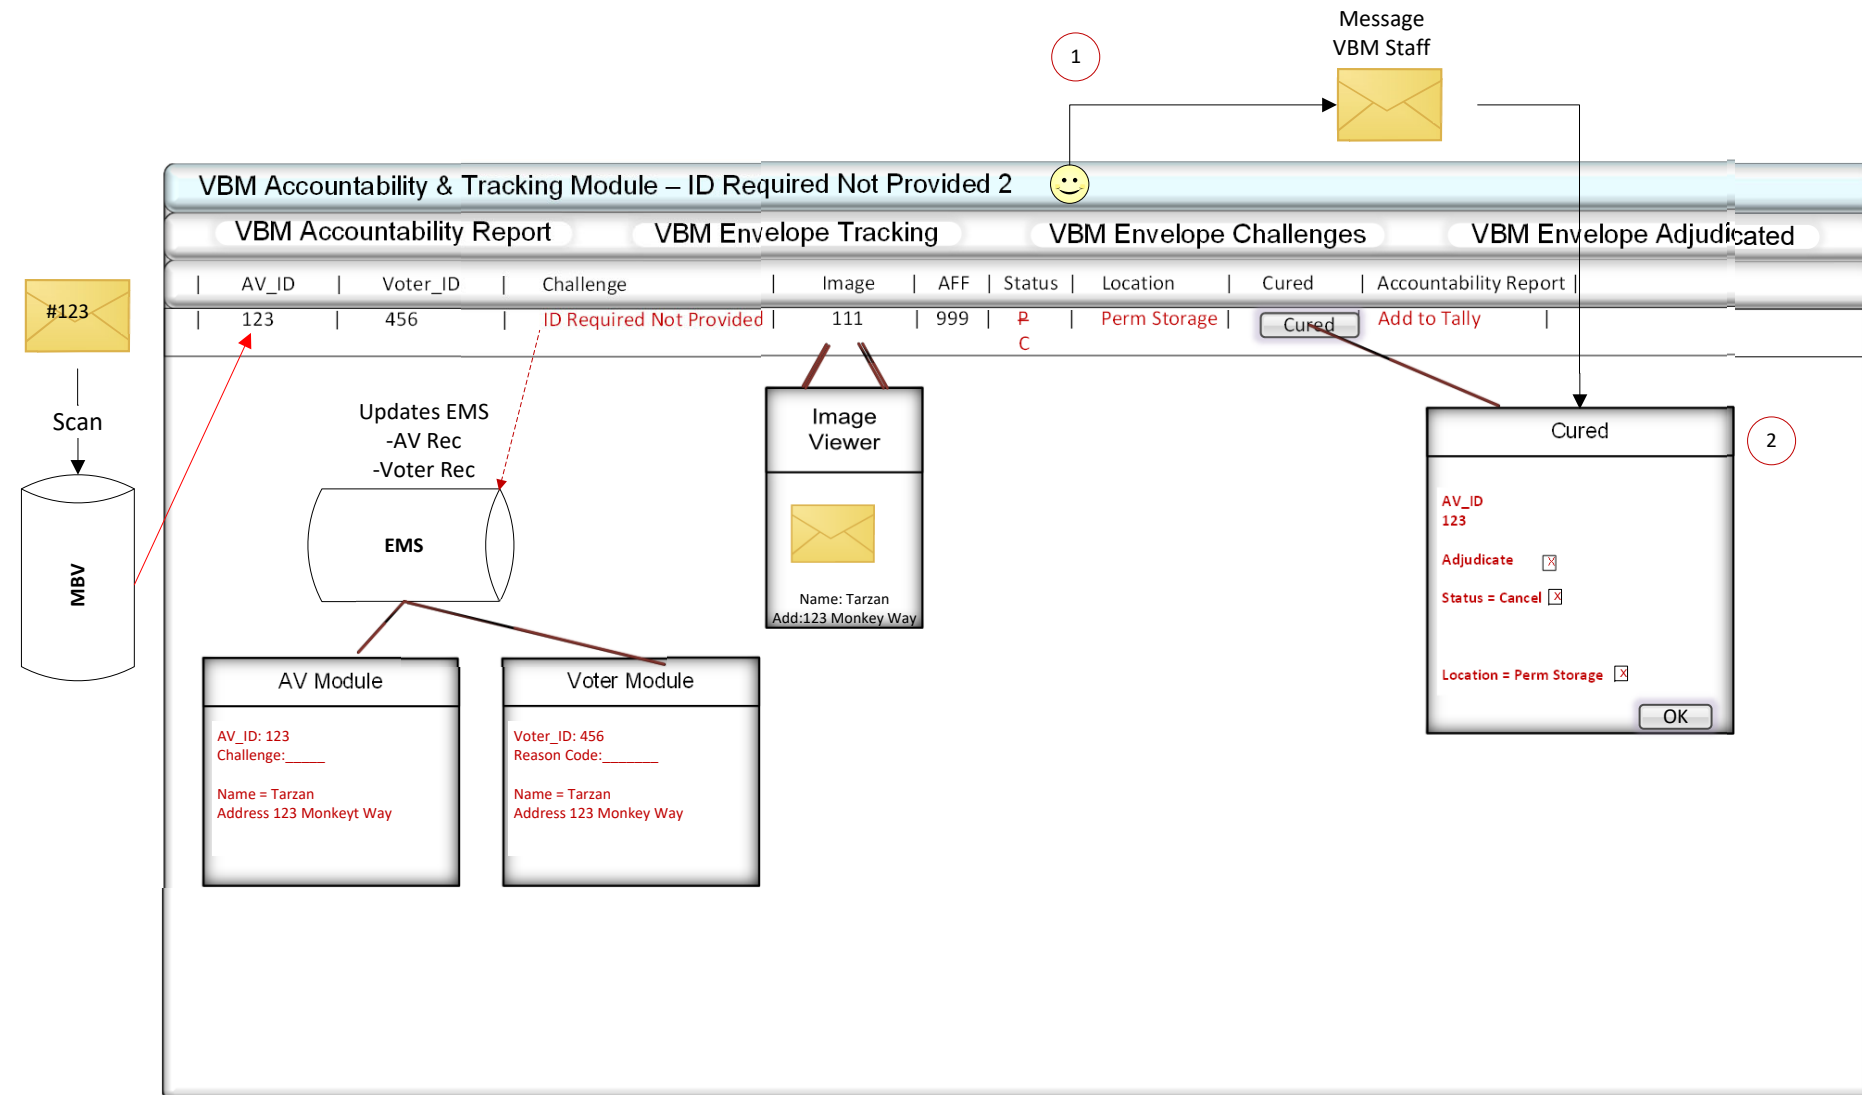 Message
VBM Staff
1
VBM Accountability & Tracking Module – ID Required Not Provided 2
VBM Accountability Report VBM Envelope Tracking VBM Envelope Challenges VBM Envelope Adjudicated
| AV_ID | Voter_ID | Challenge | Image | AFF | Status | Location | Cured | Accountability Report |
| 123 | 456 | ID Required Not Provided | 111 | 999 | P | Perm Storage | Cured Add to Tally |
C
#123
Scan
MBV
Updates EMS
-AV Rec
-Voter Rec
EMS
Image
Viewer
Name: Tarzan
Add:123 Monkey Way
Cured
2
AV_ID
123
Adjudicate X
Status = Cancel X
Location = Perm Storage X
OK
AV Module
AV_ID: 123
Challenge:_____
Name = Tarzan
Address 123 Monkeyt Way
Voter Module
Voter_ID: 456
Reason Code:_______
Name = Tarzan
Address 123 Monkey Way